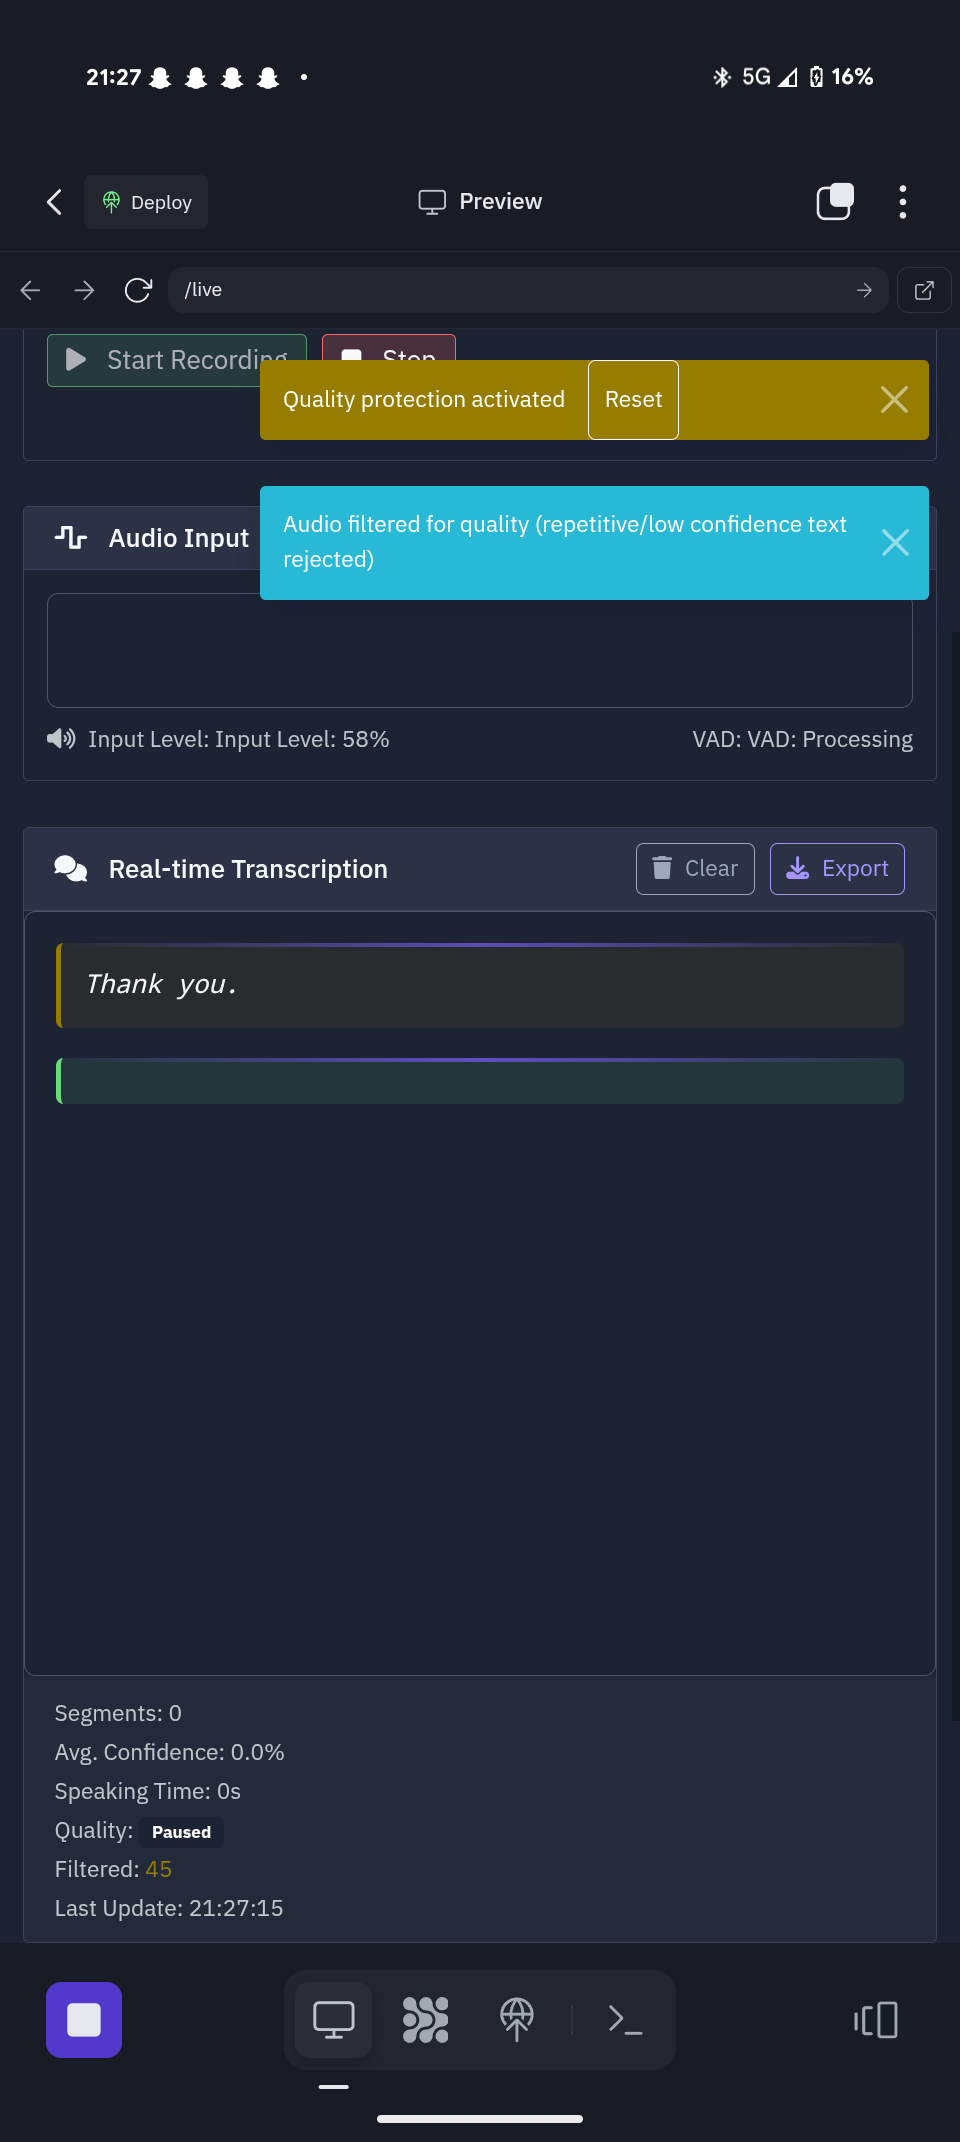 21:27
5G
16%
Deploy
Preview
/live
Start Recording
Stop
Quality protection activated
Reset
Audio Input
Audio filtered for quality (repetitive/low confidence text
rejected)
Input Level: Input Level: 58%
VAD: VAD: Processing
Real-time Transcription
Clear
Export
Thank you.
Segments: 0
Avg. Confidence: 0.0%
Speaking Time: 0s
Quality: Paused
Filtered: 45
Last Update: 21:27:15